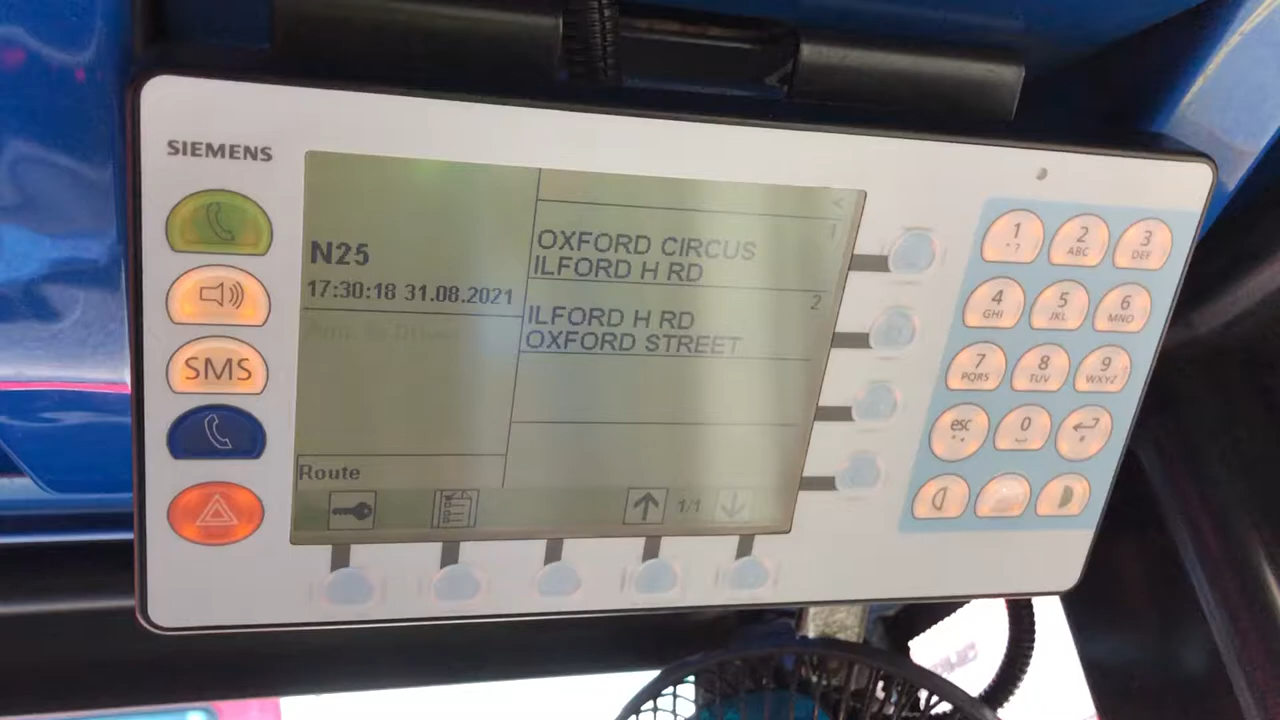 SIEMENS
N25
17:30:18 31.08.2021
<
1
OXFORD CIRCUS
ILFORD H RD
2
ILFORD H RD
OXFORD STREET
Route
1/1
SMS
1
2 ABC
3 DEF
4 GHI
5 JKL
6 MNO
7 PQRS
8 TUV
9 WXYZ
esc
0